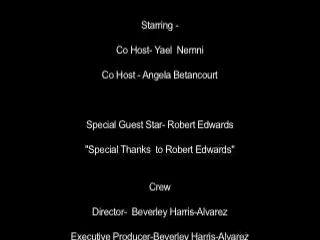 Starring -
Co Host- Yael Nemni
Co Host - Angela Betancourt
Special Guest Star- Robert Edwards
"Special Thanks to Robert Edwards"
Crew
Director- Beverley Harris-Alvarez
Executive Producer-Beverley Harris-Alvarez